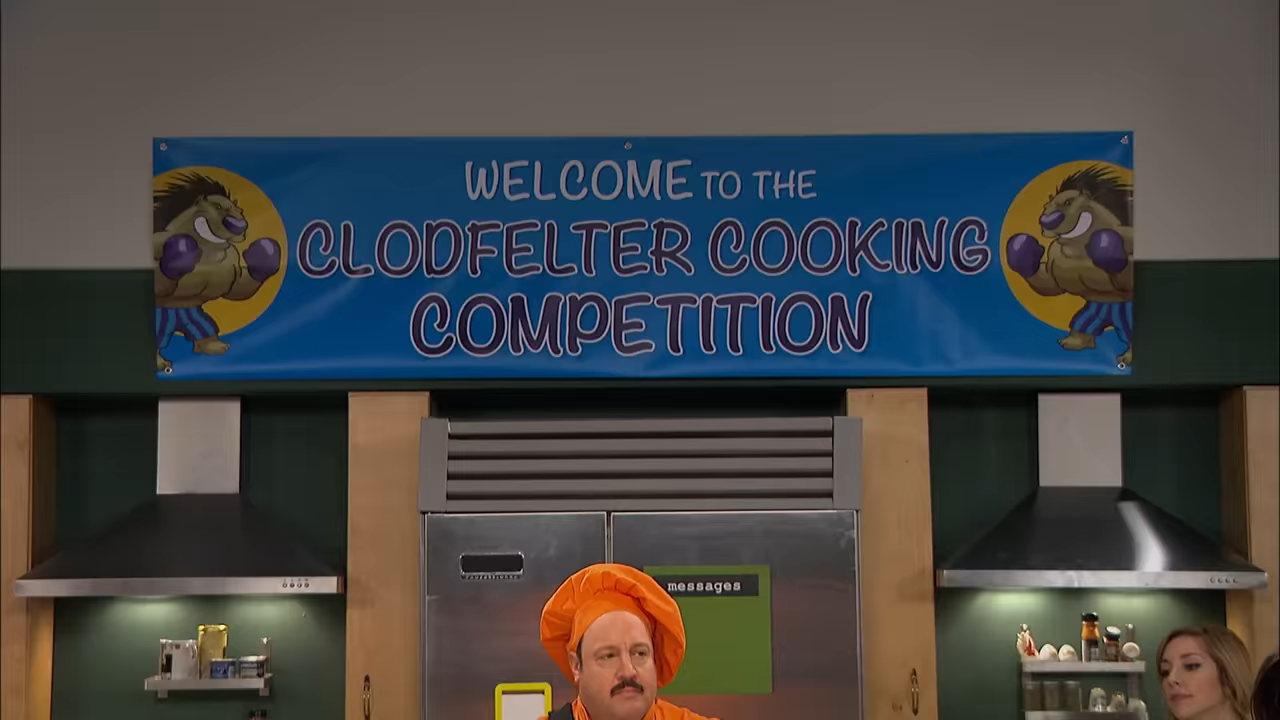 WELCOME TO THE
CLODFELTER COOKING
COMPETITION
messages